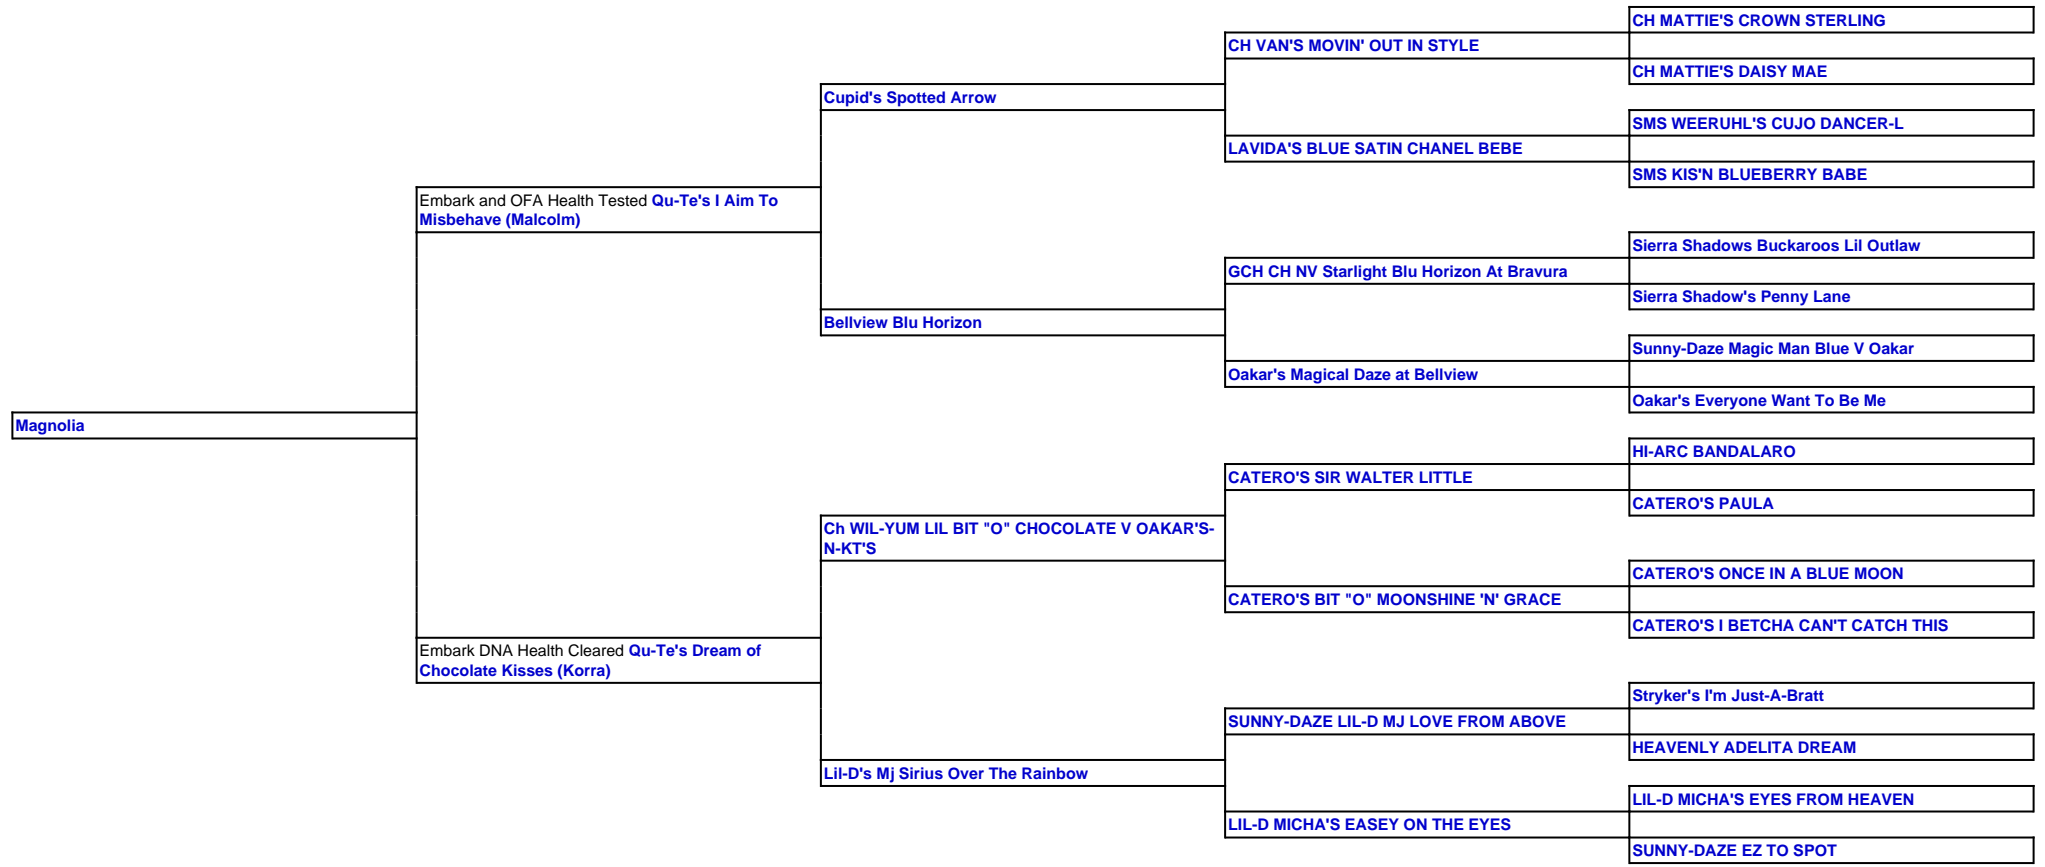 CH MATTIE'S CROWN STERLING
CH VAN'S MOVIN' OUT IN STYLE
CH MATTIE'S DAISY MAE
Cupid's Spotted Arrow
SMS WEERUHL'S CUJO DANCER-L
LAVIDA'S BLUE SATIN CHANEL BEBE
SMS KIS'N BLUEBERRY BABE
Embark and OFA Health Tested Qu-Te's I Aim To
Misbehave (Malcolm)
Sierra Shadows Buckaroos Lil Outlaw
GCH CH NV Starlight Blu Horizon At Bravura
Sierra Shadow's Penny Lane
Bellview Blu Horizon
Sunny-Daze Magic Man Blue V Oakar
Oakar's Magical Daze at Bellview
Oakar's Everyone Want To Be Me
Magnolia
HI-ARC BANDALARO
CATERO'S SIR WALTER LITTLE
CATERO'S PAULA
Ch WIL-YUM LIL BIT "O" CHOCOLATE V OAKAR'S-
N-KT'S
CATERO'S ONCE IN A BLUE MOON
CATERO'S BIT "O" MOONSHINE 'N' GRACE
CATERO'S I BETCHA CAN'T CATCH THIS
Embark DNA Health Cleared Qu-Te's Dream of
Chocolate Kisses (Korra)
Stryker's I'm Just-A-Bratt
SUNNY-DAZE LIL-D MJ LOVE FROM ABOVE
HEAVENLY ADELITA DREAM
Lil-D's Mj Sirius Over The Rainbow
LIL-D MICHA'S EYES FROM HEAVEN
LIL-D MICHA'S EASEY ON THE EYES
SUNNY-DAZE EZ TO SPOT